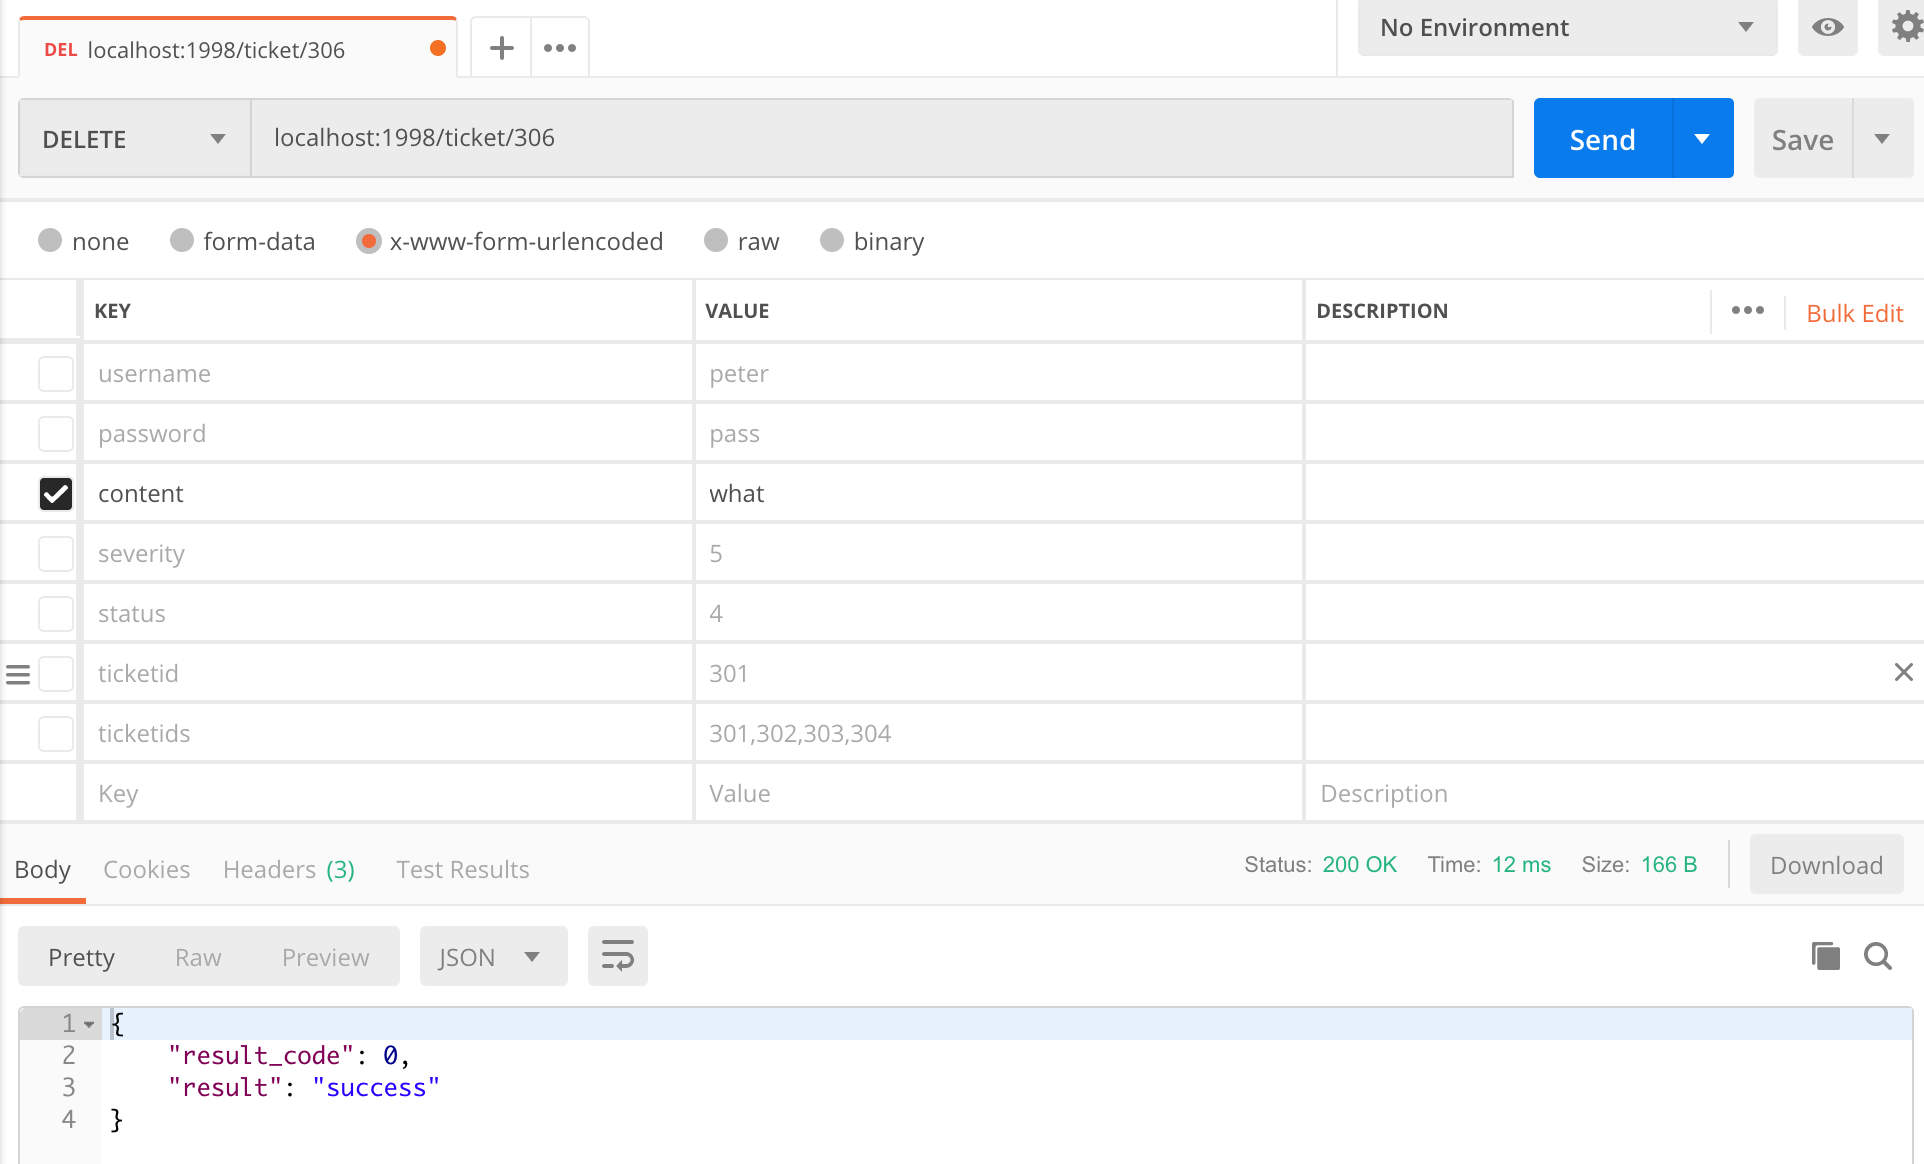 DEL localhost:1998/ticket/306 No Environment
DELETE localhost:1998/ticket/306 Send Save
none form-data x-www-form-urlencoded raw binary
KEY VALUE DESCRIPTION Bulk Edit
username peter
password pass
content what
severity 5
status 4
ticketid 301
ticketids 301,302,303,304
Key Value Description
Body Cookies Headers (3) Test Results Status: 200 OK Time: 12 ms Size: 166 B Download
Pretty Raw Preview JSON
1 {
2 "result_code": 0,
3 "result": "success"
4 }